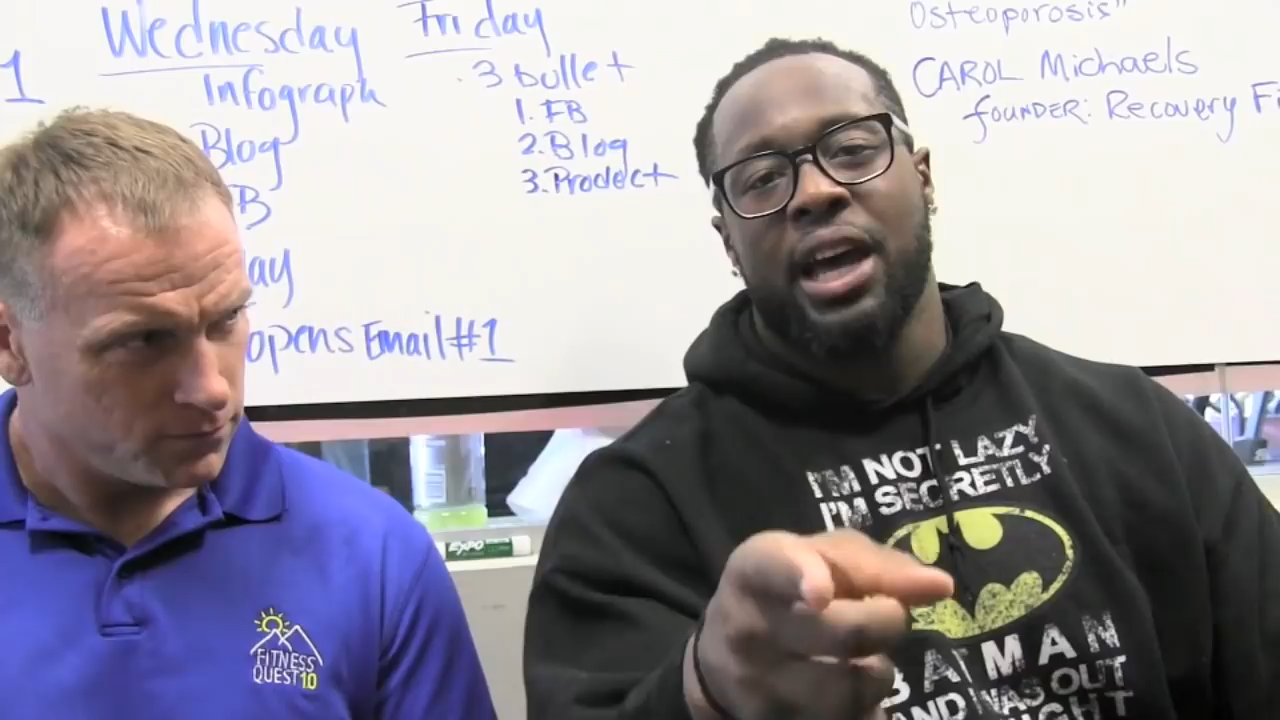 1
Wednesday
Infograph
Blog
B
ay
opens Email #1
Friday
.3 bullet
1. FB
2. Blog
3. Prodect
Osteoporosis"
CAROL Michaels
founder: Recovery Fi
EXPO
FITNESS
QUEST10
I'M NOT LAZY
I'M SECRETLY
BATMAN
AND WAS OUT
NIGHT